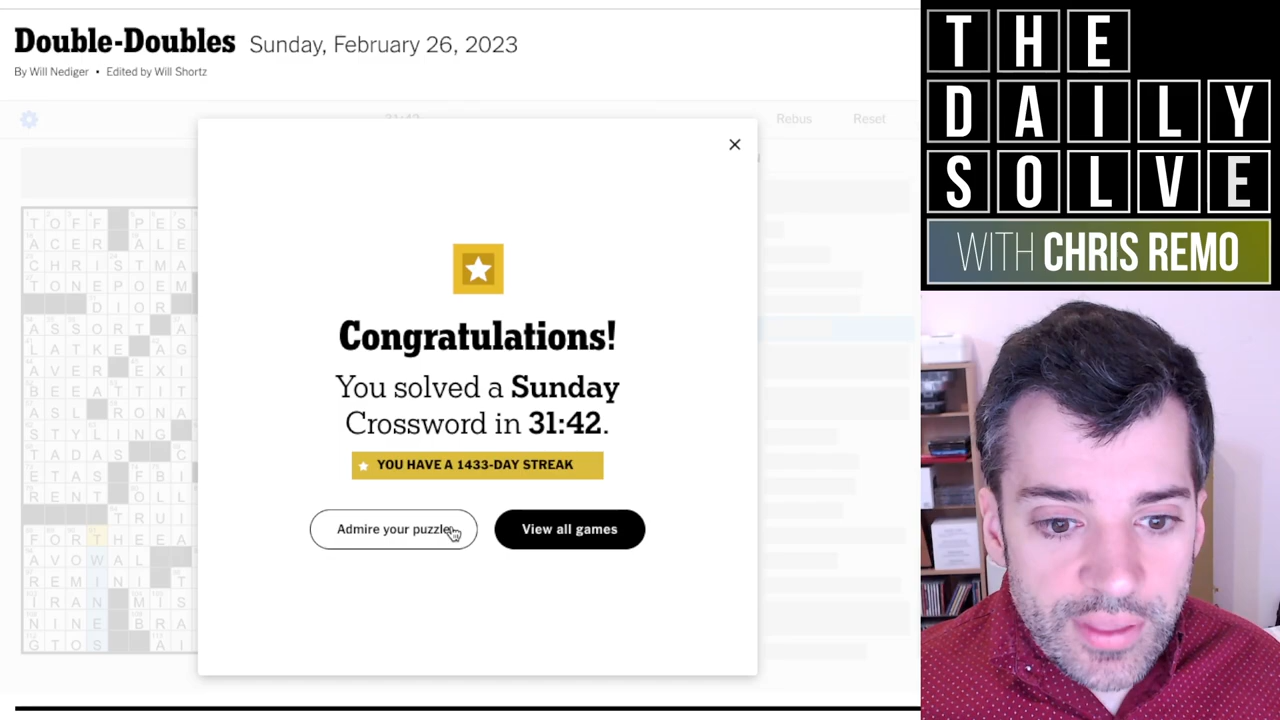 Double-Doubles Sunday, February 26, 2023
By Will Nediger • Edited by Will Shortz
31:42
Rebus
Reset
T O F F P E S
A C E R A L E
C H R I S T M A
T O N E P O E M
D I O R
A S S O R T A
L A T K E A G
A V E R E X I
B E E A T T I T
A S L R O N A
S T Y L I N G
T A D A S C
E T A S F B I
R E N T O L L
T R U I
F O R T H E E A
A V O W A L
R E M I N I T
I R A N M I S
N I N E B R A
G T O S A I
Congratulations!
You solved a Sunday
Crossword in 31:42.
YOU HAVE A 1433-DAY STREAK
Admire your puzzle
View all games
THE
DAILY
SOLVE
WITH CHRIS REMO